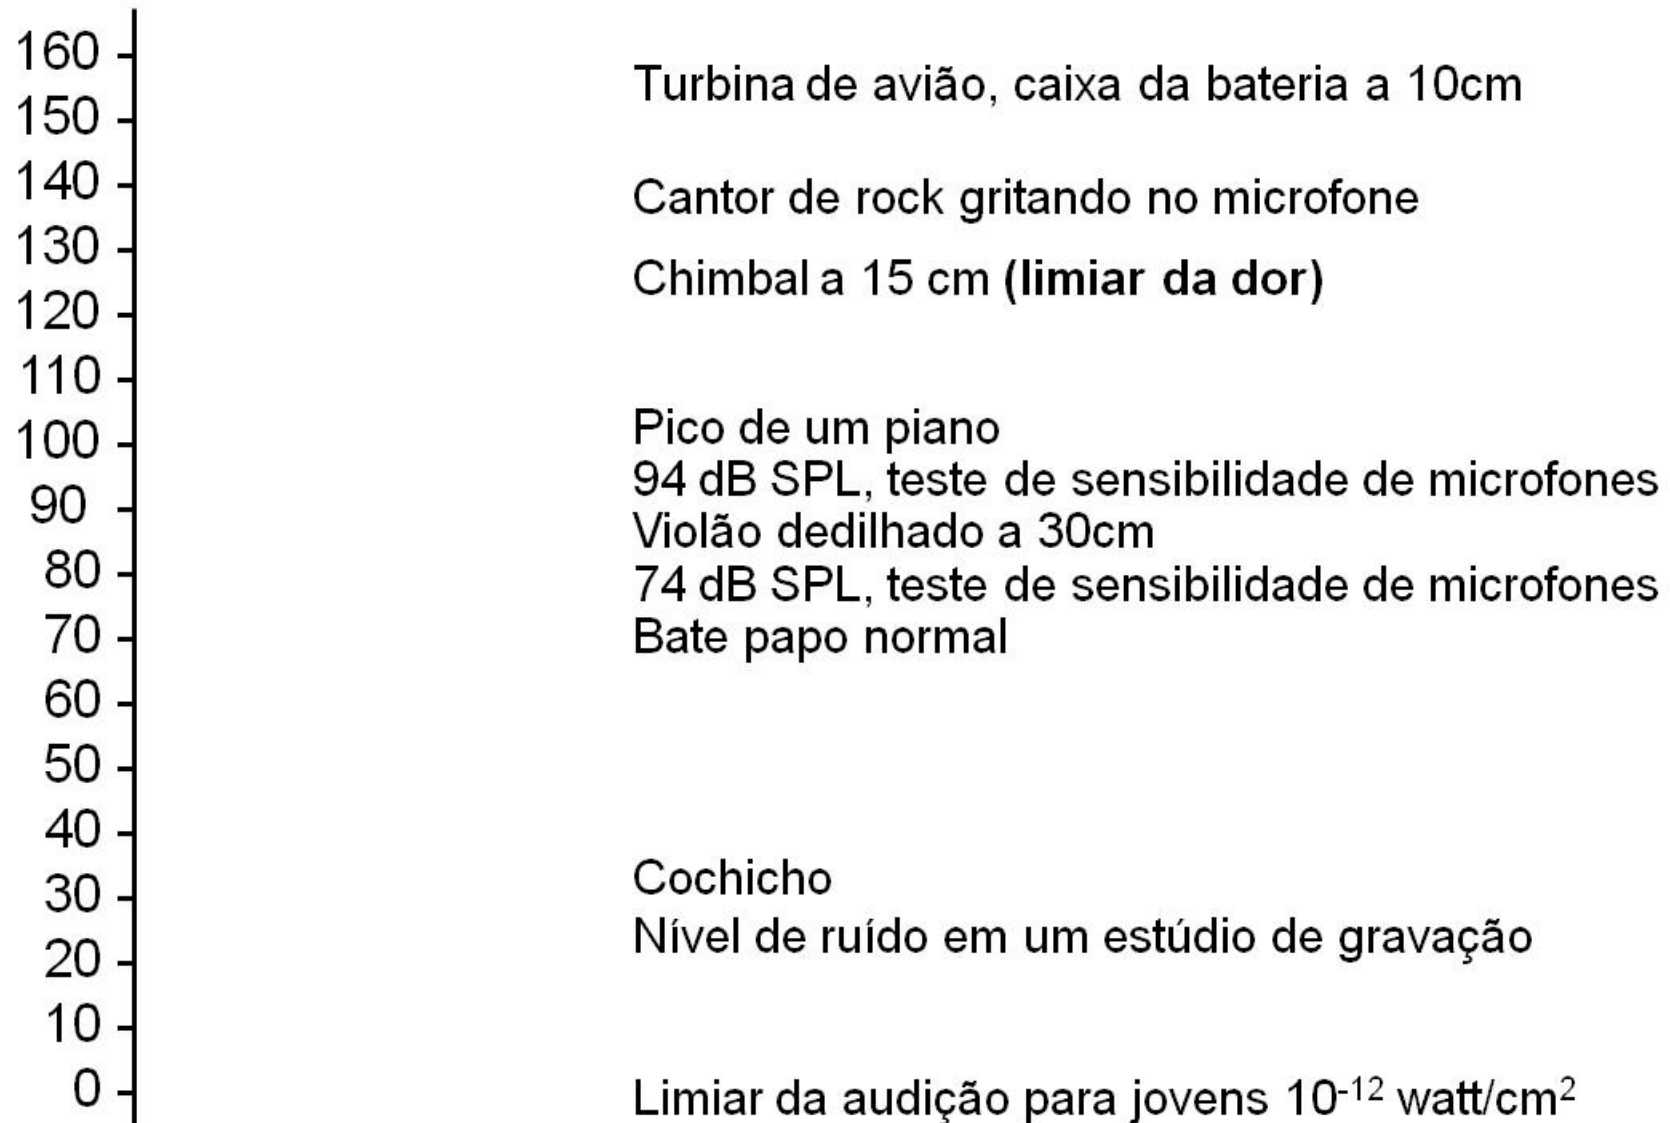 160
Turbina de avião, caixa da bateria a 10cm
150
140
Cantor de rock gritando no microfone
130
Chimbal a 15 cm (limiar da dor)
120
110
Pico de um piano
100
94 dB SPL, teste de sensibilidade de microfones
90
Violão dedilhado a 30cm
80
74 dB SPL, teste de sensibilidade de microfones
70
Bate papo normal
60
50
40
Cochicho
30
Nível de ruído em um estúdio de gravação
20
10
0
Limiar da audição para jovens 10⁻¹² watt/cm²